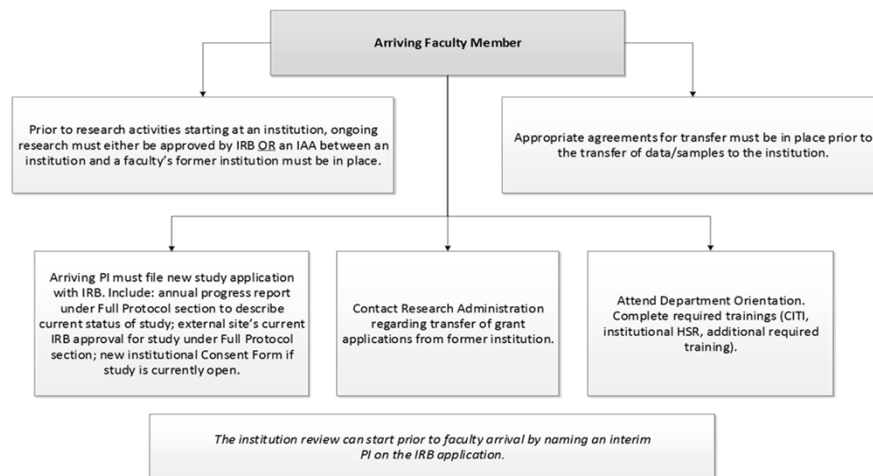 Arriving Faculty Member
Prior to research activities starting at an institution, ongoing
research must either be approved by IRB OR an IAA between an
institution and a faculty's former institution must be in place.
Appropriate agreements for transfer must be in place prior to
the transfer of data/samples to the institution.
Arriving PI must file new study application
with IRB. Include: annual progress report
under Full Protocol section to describe
current status of study; external site's current
IRB approval for study under Full Protocol
section; new institutional Consent Form if
study is currently open.
Contact Research Administration
regarding transfer of grant
applications from former institution.
Attend Department Orientation.
Complete required trainings (CITI,
institutional HSR, additional required
training).
The institution review can start prior to faculty arrival by naming an interim
PI on the IRB application.